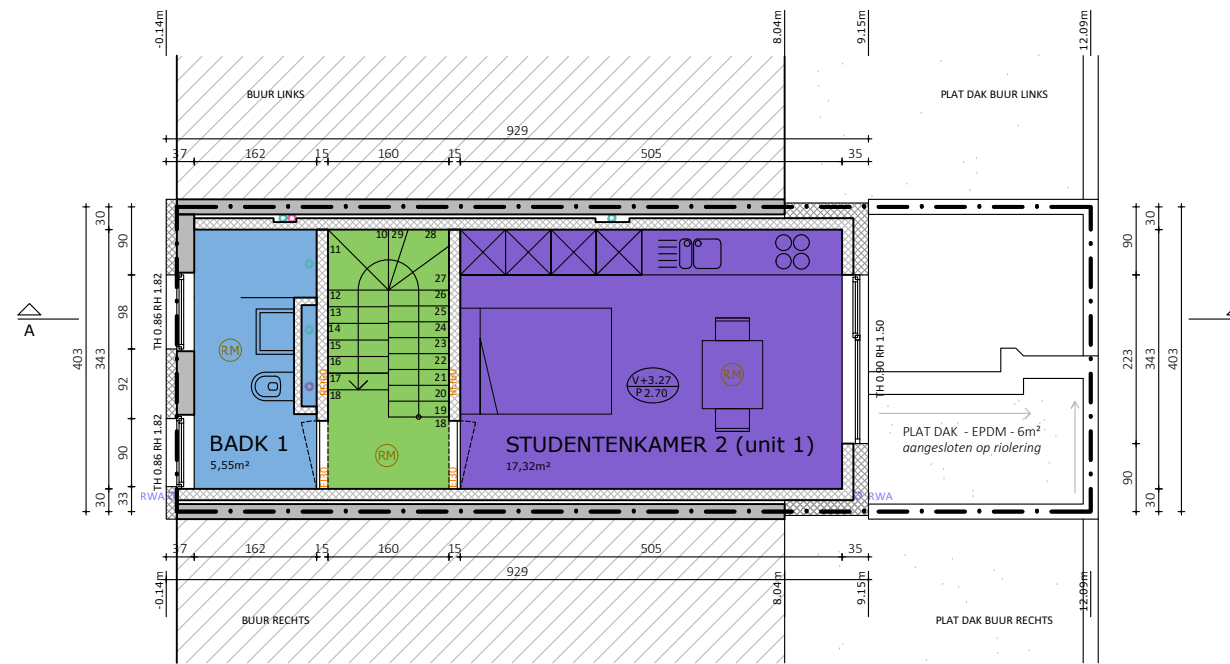 -0.14m
8.04m
9.15m
12.09m
BUUR LINKS
PLAT DAK BUUR LINKS
929
37
162
15
160
15
505
35
30
90
98
92
90
33
30
343
403
30
90
223
90
30
343
403
A
TH 0.86 RH 1.82
TH 0.86 RH 1.82
TH 0.90 RH 1.50
10
29
28
11
27
12
26
13
25
14
24
15
23
16
22
17
21
18
20
19
18
RM
RM
RM
V+3.27
P 2.70
BADK 1
5,55m²
STUDENTENKAMER 2 (unit 1)
17,32m²
PLAT DAK - EPDM - 6m²
aangesloten op riolering
RWA
RWA
37
162
15
160
15
505
35
929
-0.14m
8.04m
9.15m
12.09m
BUUR RECHTS
PLAT DAK BUUR RECHTS